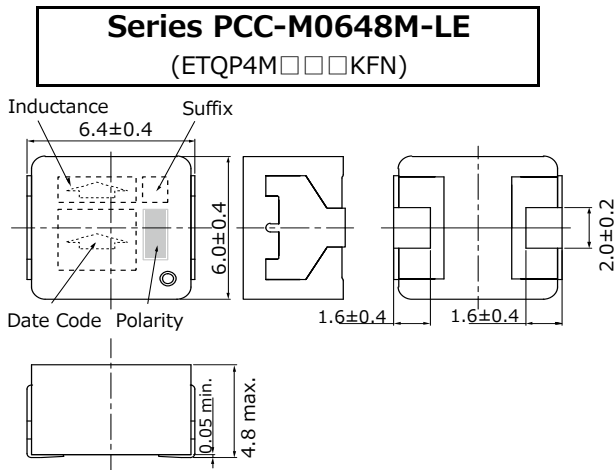 Series PCC-M0648M-LE
(ETQP4M□□□KFN)
Inductance
Suffix
6.4±0.4
6.0±0.4
2.0±0.2
Date Code
Polarity
1.6±0.4
1.6±0.4
0.05 min.
4.8 max.